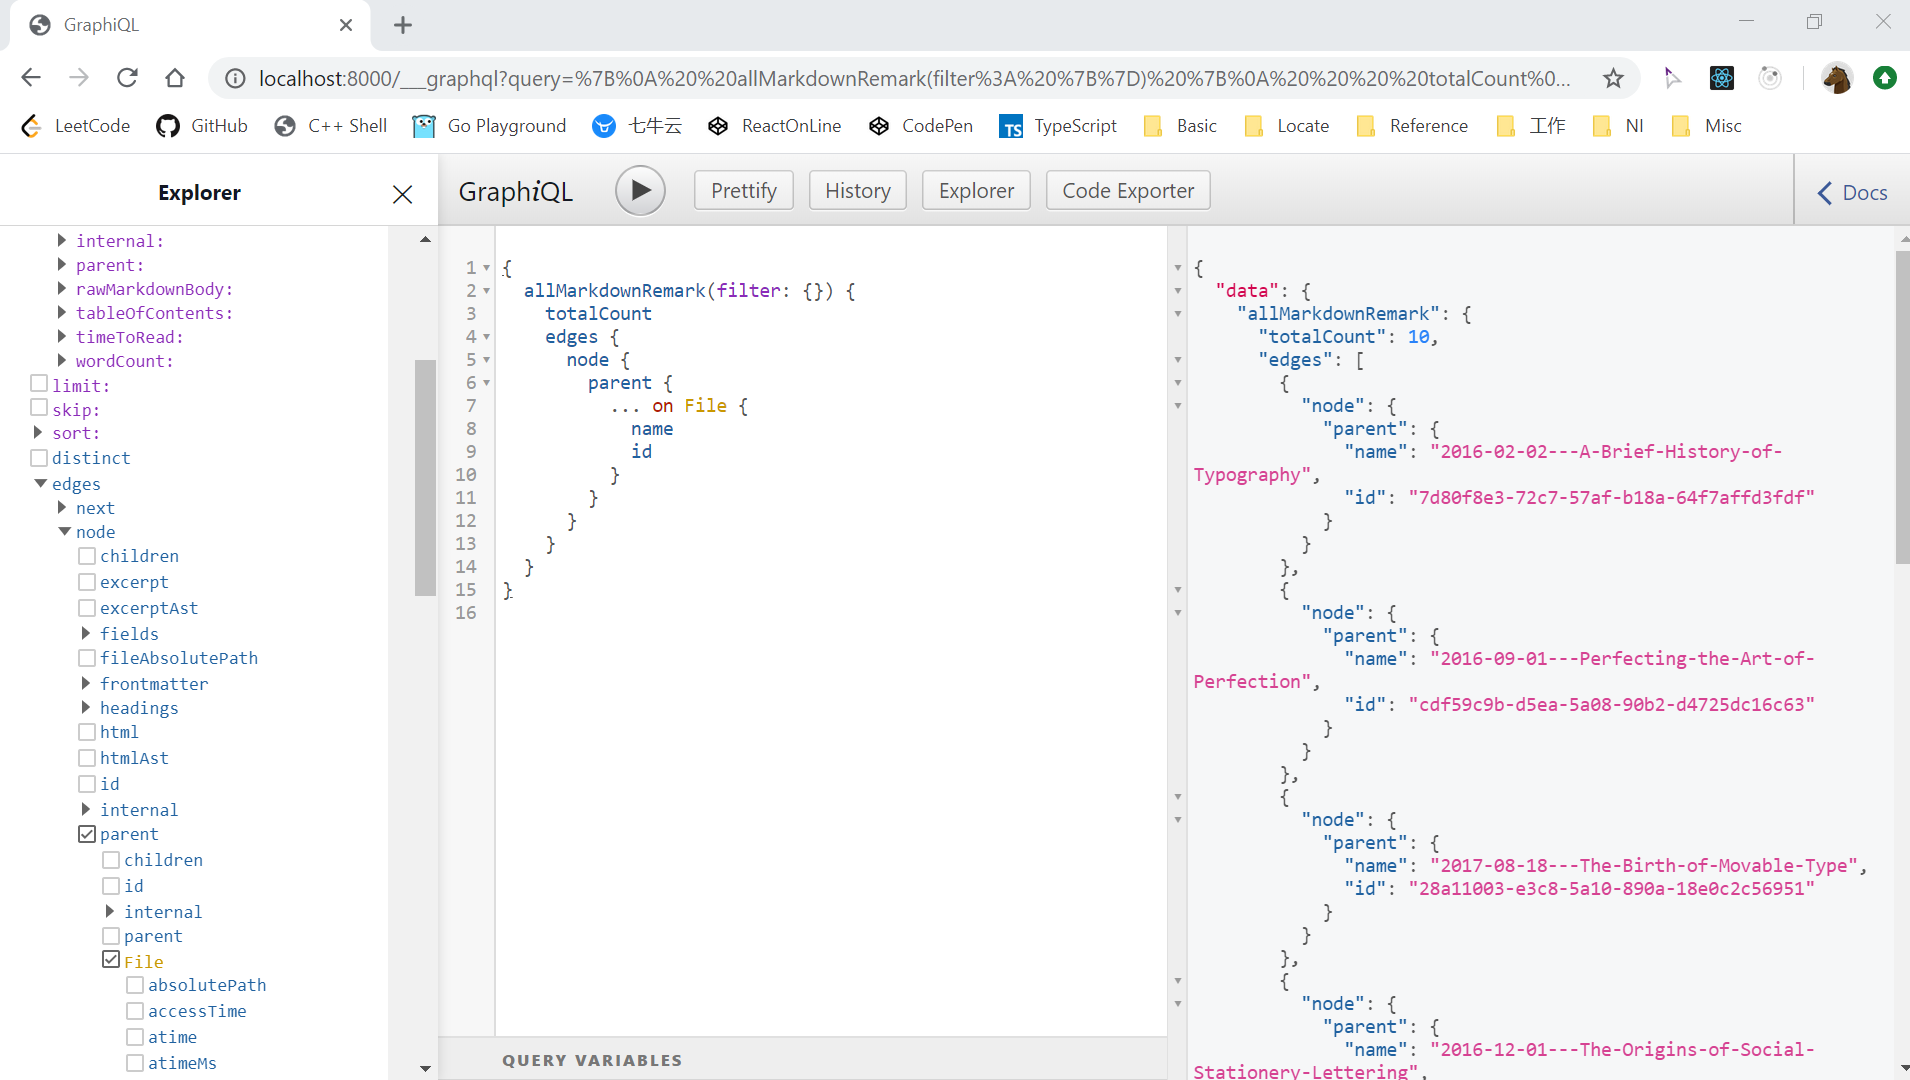 GraphiQL
localhost:8000/___graphql?query=%7B%0A%20%20allMarkdownRemark(filter%3A%20%7B%7D)%20%7B%0A%20%20%20%20totalCount%0...
LeetCode GitHub C++ Shell Go Playground 七牛云 ReactOnLine CodePen TS TypeScript Basic Locate Reference 工作 NI Misc
Explorer
GraphiQL Prettify History Explorer Code Exporter Docs
internal:
parent:
rawMarkdownBody:
tableOfContents:
timeToRead:
wordCount:
limit:
skip:
sort:
distinct
edges
next
node
children
excerpt
excerptAst
fields
fileAbsolutePath
frontmatter
headings
html
htmlAst
id
internal
parent
children
id
internal
parent
File
absolutePath
accessTime
atime
atimeMs
1 {
2 allMarkdownRemark(filter: {}) {
3 totalCount
4 edges {
5 node {
6 parent {
7 ... on File {
8 name
9 id
10 }
11 }
12 }
13 }
14 }
15 }
16
QUERY VARIABLES
{
"data": {
"allMarkdownRemark": {
"totalCount": 10,
"edges": [
{
"node": {
"parent": {
"name": "2016-02-02---A-Brief-History-of-
Typography",
"id": "7d80f8e3-72c7-57af-b18a-64f7affd3fdf"
}
}
},
{
"node": {
"parent": {
"name": "2016-09-01---Perfecting-the-Art-of-
Perfection",
"id": "cdf59c9b-d5ea-5a08-90b2-d4725dc16c63"
}
}
},
{
"node": {
"parent": {
"name": "2017-08-18---The-Birth-of-Movable-Type",
"id": "28a11003-e3c8-5a10-890a-18e0c2c56951"
}
}
},
{
"node": {
"parent": {
"name": "2016-12-01---The-Origins-of-Social-
Stationery-Lettering",